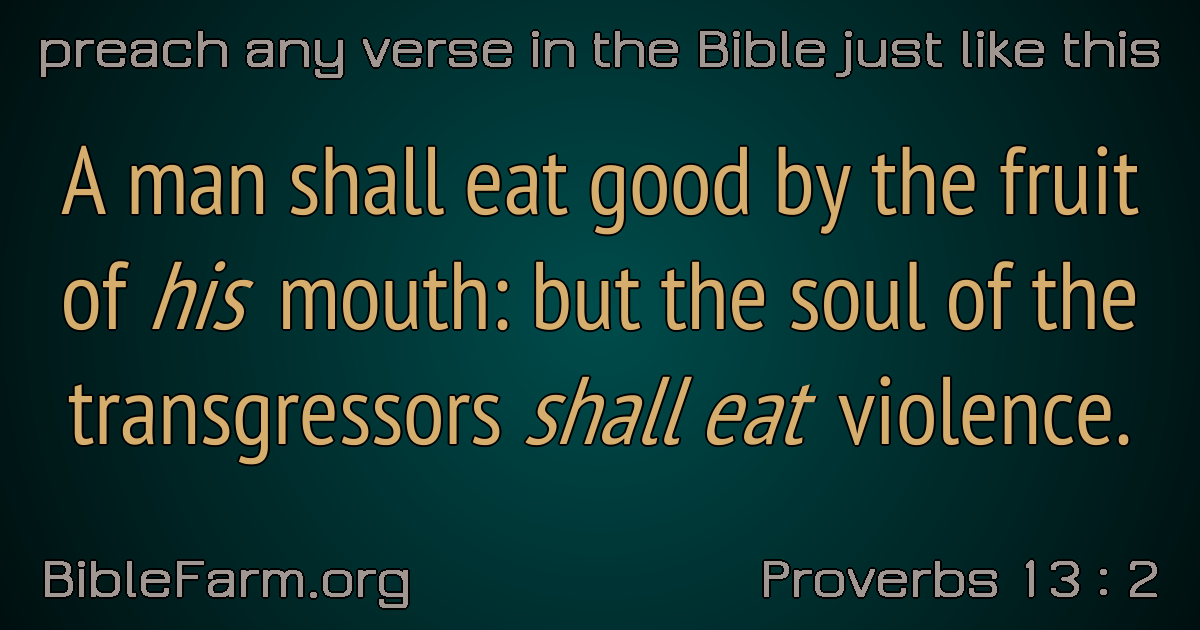 preach any verse in the Bible just like this
A man shall eat good by the fruit
of his mouth: but the soul of the
transgressors shall eat violence.
BibleFarm.org
Proverbs 13 : 2